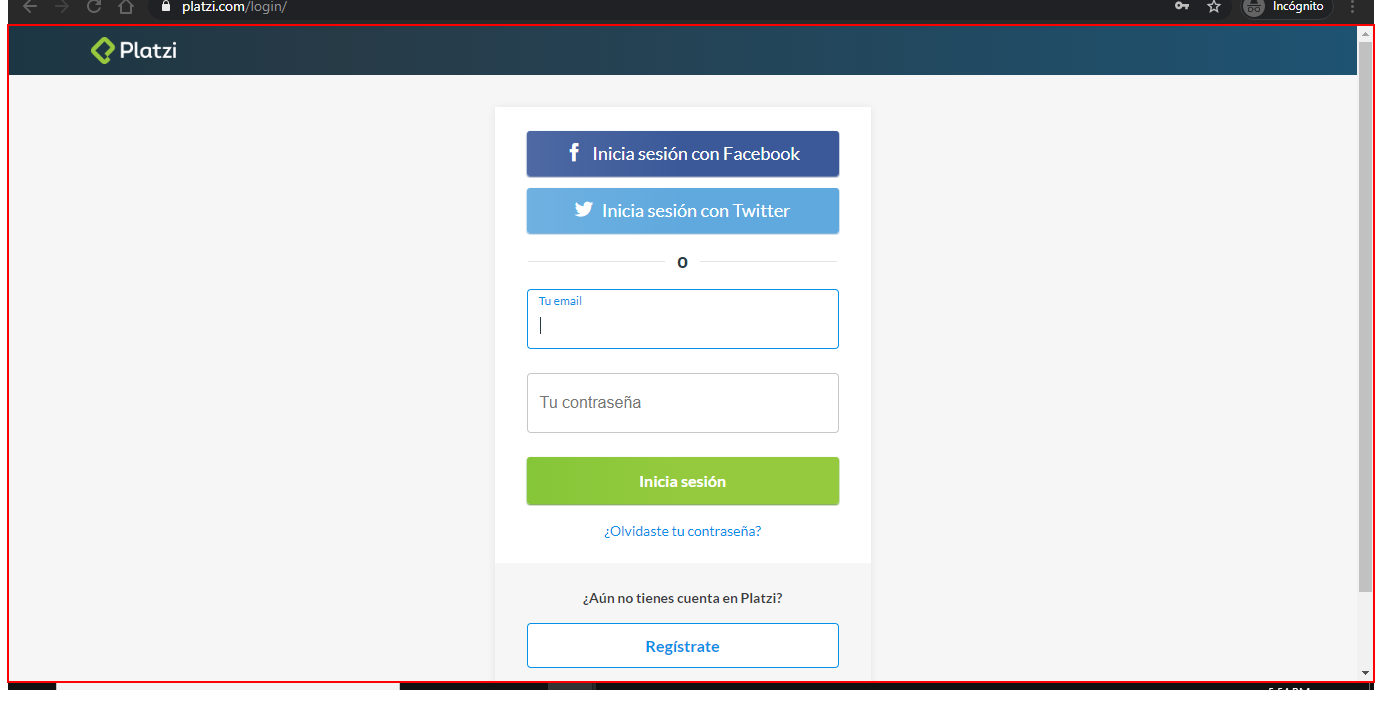 platzi.com/login/
Incógnito
Platzi
Inicia sesión con Facebook
Inicia sesión con Twitter
O
Tu email
Tu contraseña
Inicia sesión
¿Olvidaste tu contraseña?
¿Aún no tienes cuenta en Platzi?
Regístrate